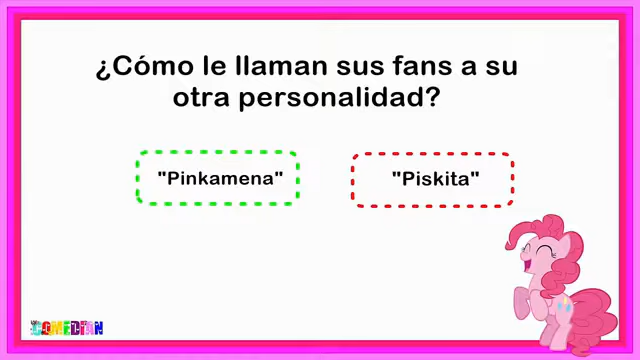 ¿Cómo le llaman sus fans a su
otra personalidad?
"Pinkamena"
"Piskita"
COMEDIAN